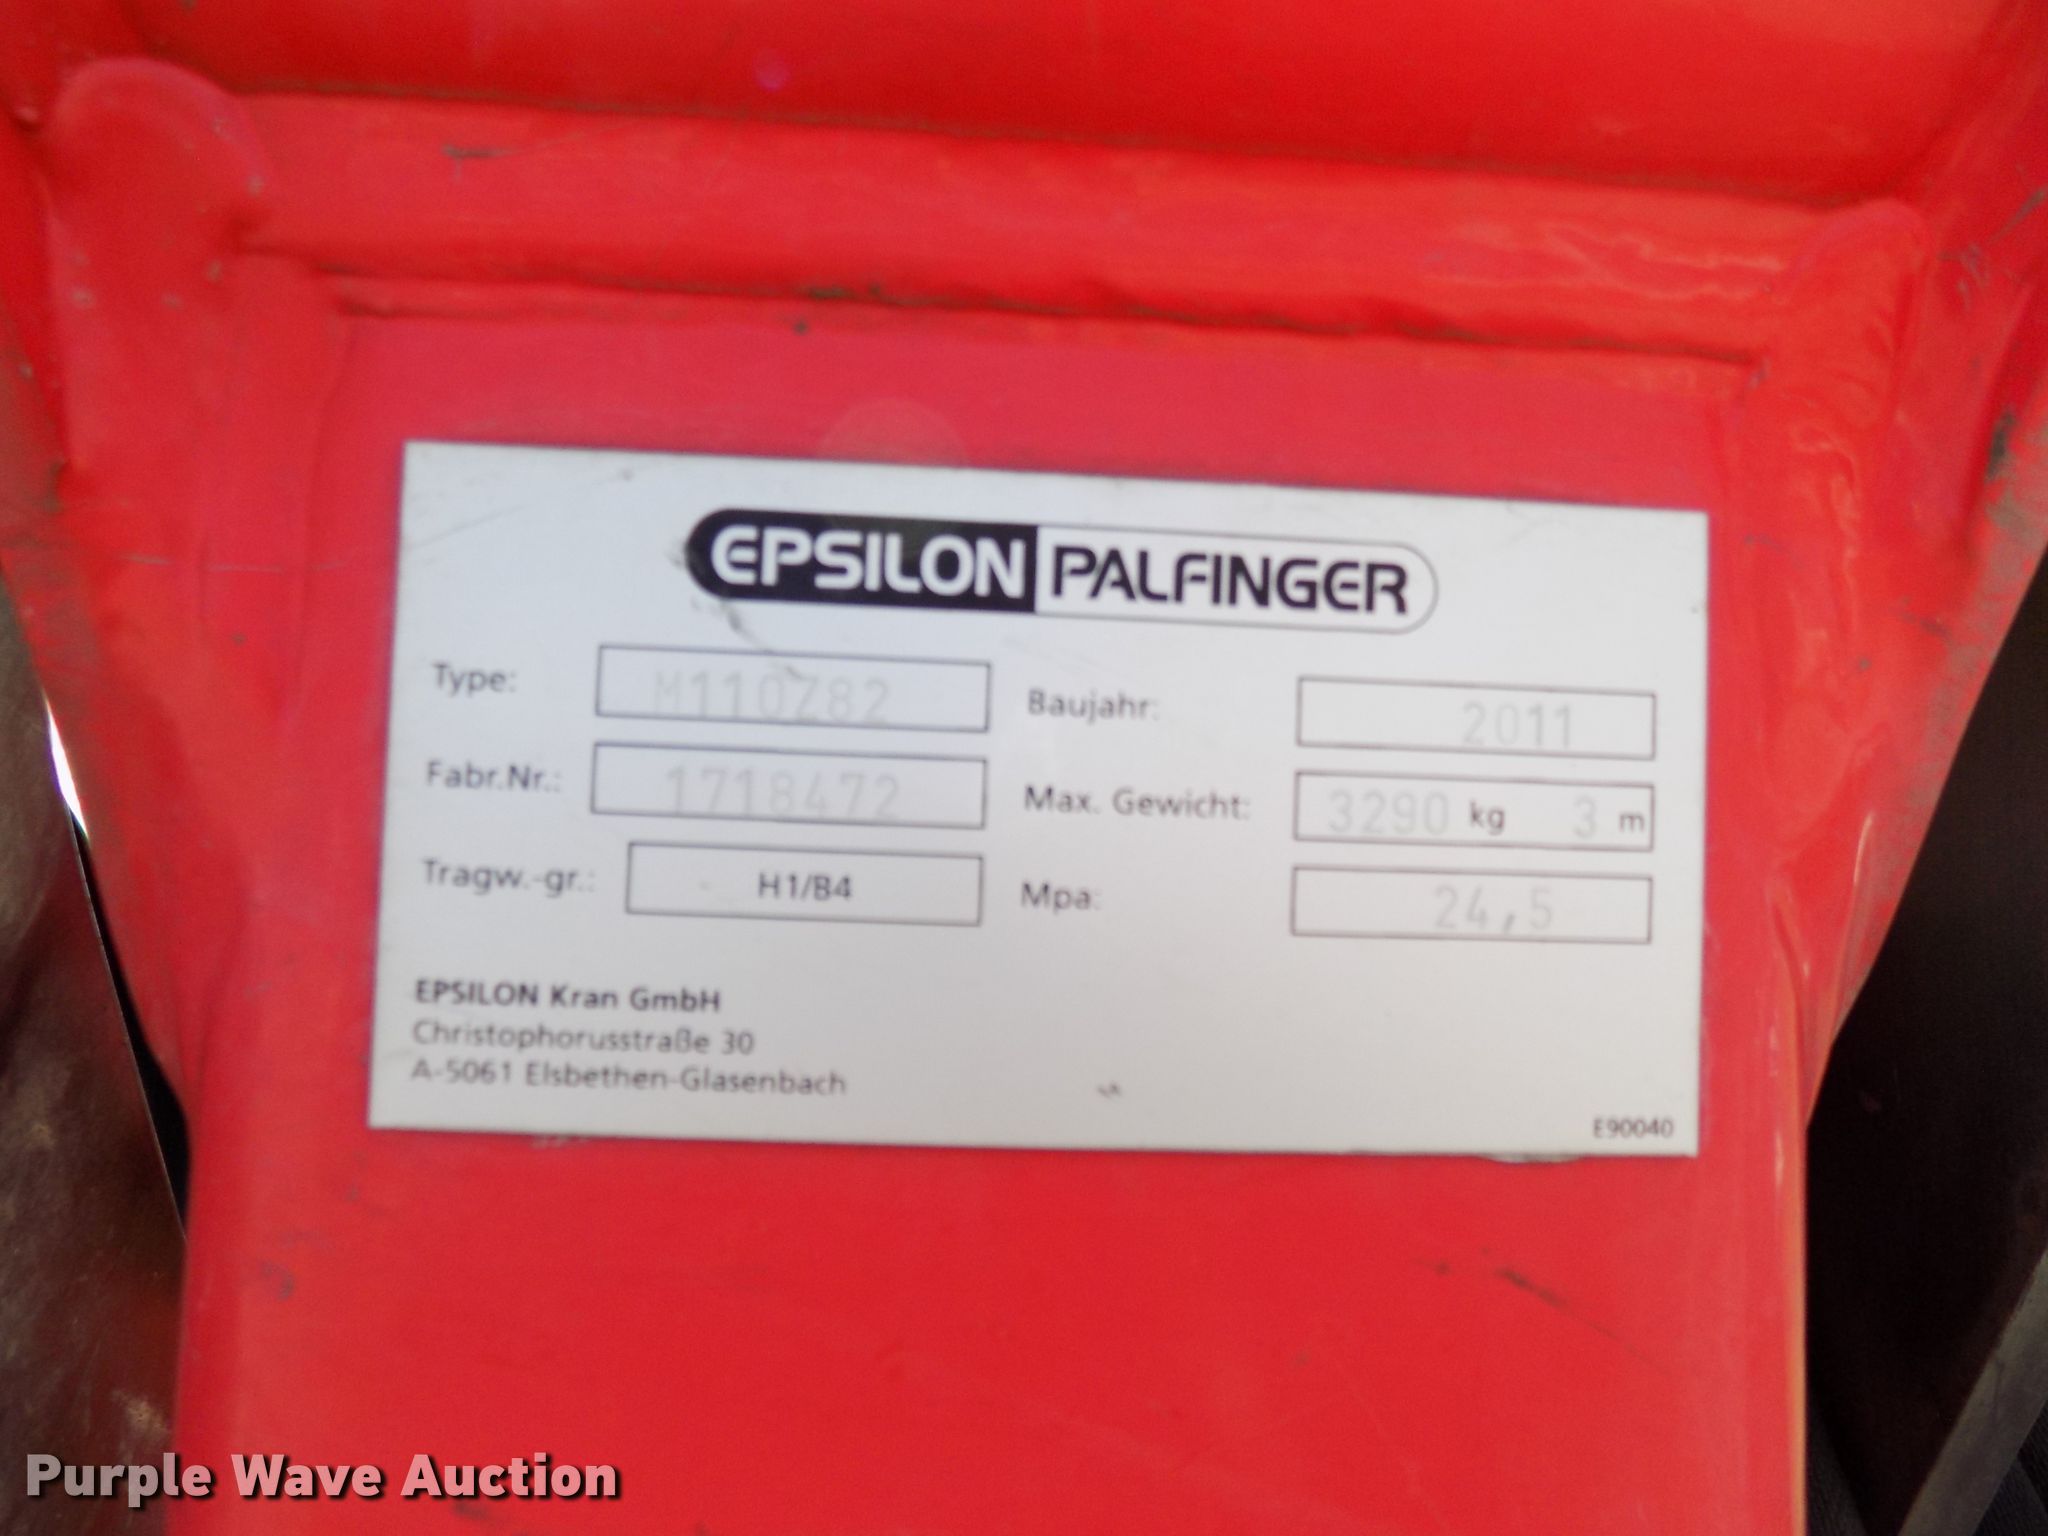 EPSILON PALFINGER
Type: M110Z82 Baujahr: 2011
Fabr.Nr.: 1718472 Max. Gewicht: 3290 kg 3 m
Tragw.-gr.: H1/B4 Mpa: 24,5
EPSILON Kran GmbH
Christophorusstraße 30
A-5061 Elsbethen-Glasenbach
E90040
Purple Wave Auction